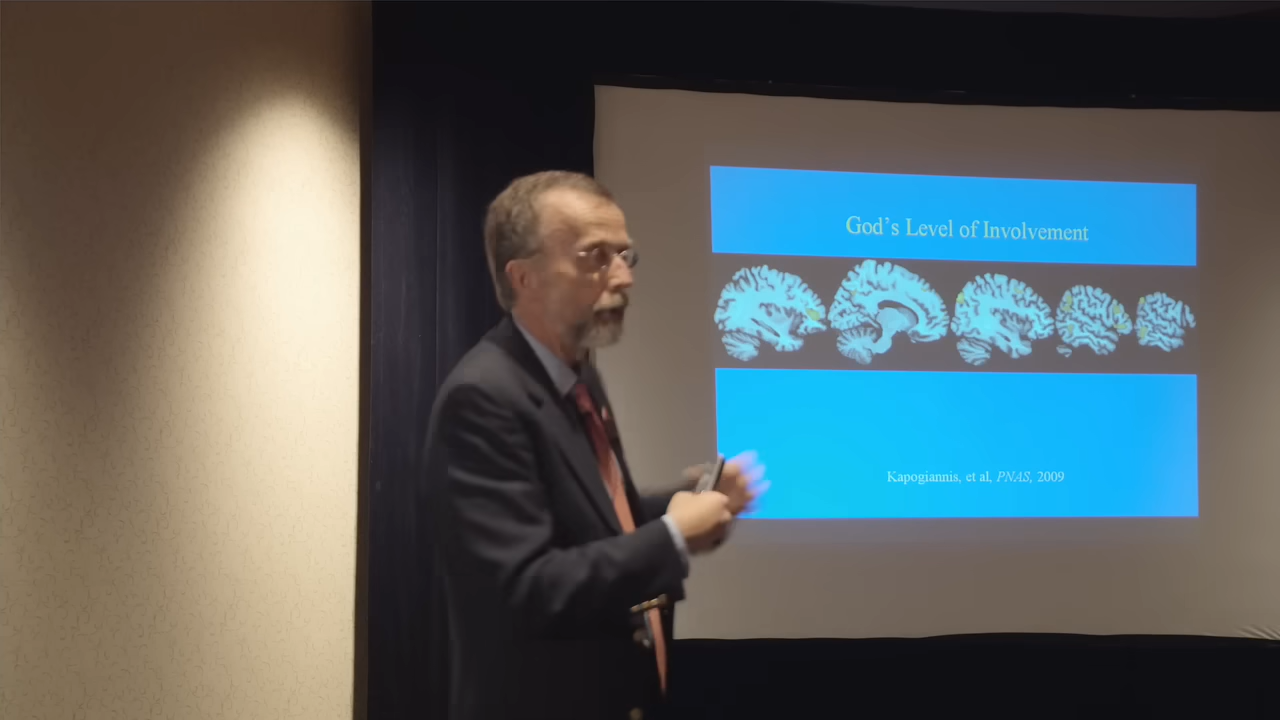 God's Level of Involvement
Kapogiannis, et al, PNAS, 2009